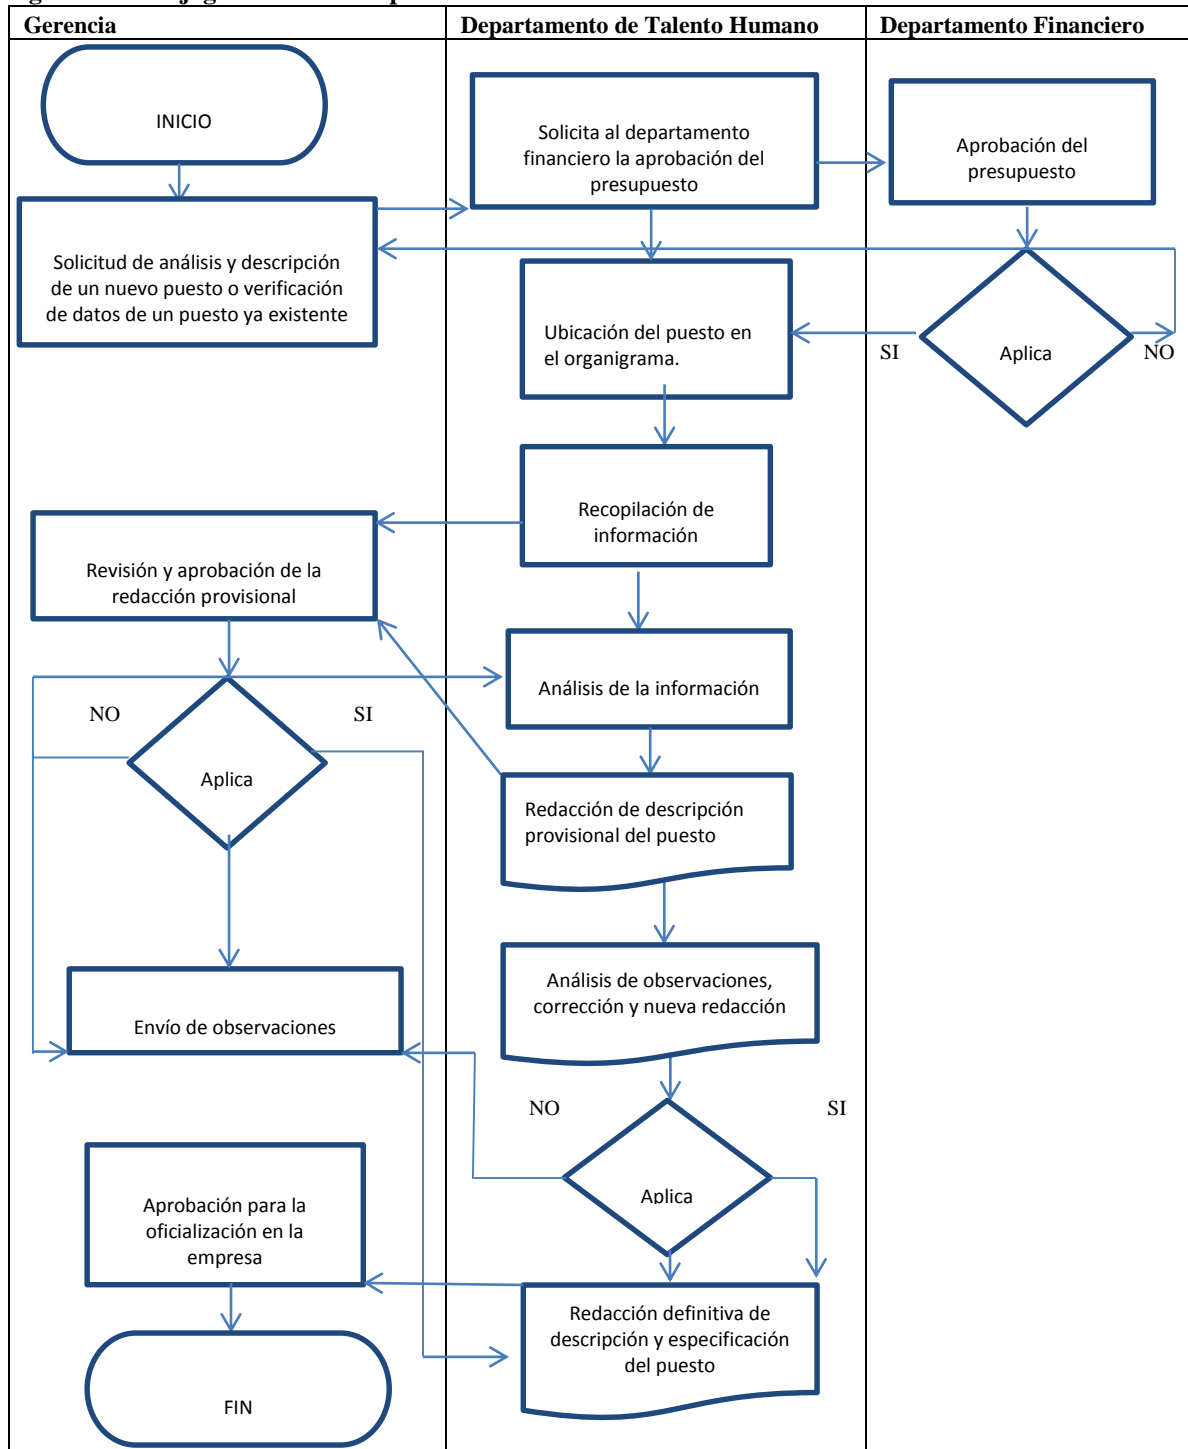 Gerencia
Departamento de Talento Humano
Departamento Financiero
INICIO
Solicita al departamento
financiero la aprobación del
presupuesto
Aprobación del
presupuesto
Solicitud de análisis y descripción
de un nuevo puesto o verificación
de datos de un puesto ya existente
Ubicación del puesto en
el organigrama.
SI
Aplica
NO
Recopilación de
información
Revisión y aprobación de la
redacción provisional
Análisis de la información
NO
SI
Aplica
Redacción de descripción
provisional del puesto
Análisis de observaciones,
corrección y nueva redacción
Envío de observaciones
NO
SI
Aplica
Aprobación para la
oficialización en la
empresa
Redacción definitiva de
descripción y especificación
del puesto
FIN